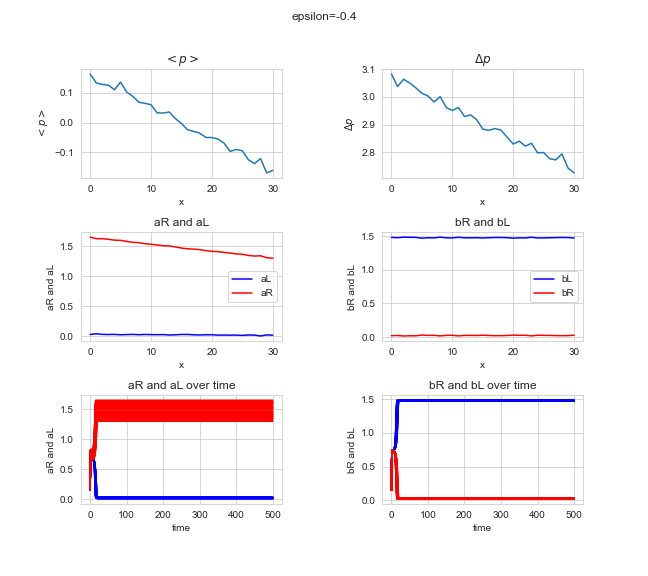 epsilon=-0.4
< p >
Δp
< p >
0.1
0.0
−0.1
0
10
20
30
x
Δp
3.1
3.0
2.9
2.8
0
10
20
30
x
aR and aL
aR and aL
1.5
1.0
0.5
0.0
aL
aR
0
10
20
30
x
bR and bL
bR and bL
1.5
1.0
0.5
0.0
bL
bR
0
10
20
30
x
aR and aL over time
aR and aL
1.5
1.0
0.5
0.0
0
100
200
300
400
500
time
bR and bL over time
bR and bL
1.5
1.0
0.5
0.0
0
100
200
300
400
500
time